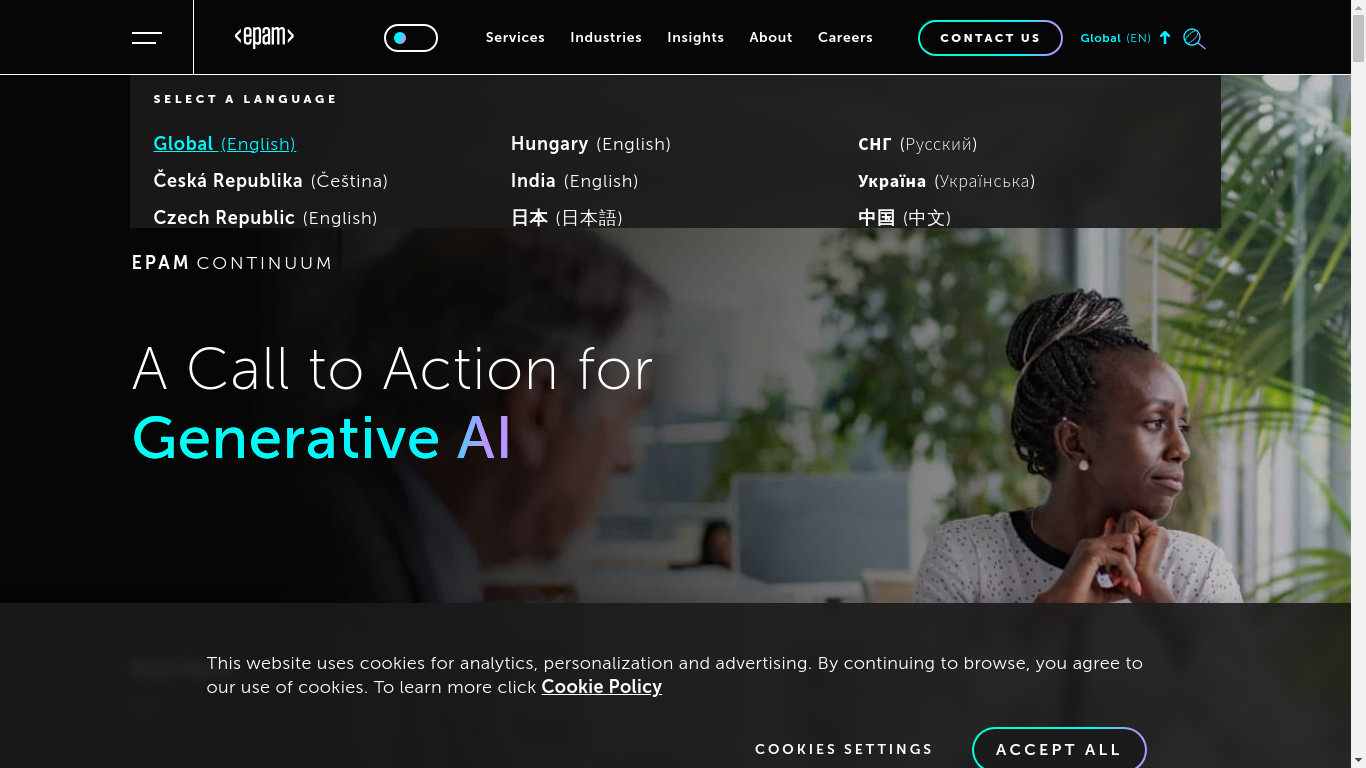 <epam>
Services Industries Insights About Careers CONTACT US Global (EN)
SELECT A LANGUAGE
Global (English) Hungary (English) СНГ (Русский)
Česká Republika (Čeština) India (English) Україна (Українська)
Czech Republic (English) 日本 (日本語) 中国 (中文)
EPAM CONTINUUM
A Call to Action for
Generative AI
This website uses cookies for analytics, personalization and advertising. By continuing to browse, you agree to
our use of cookies. To learn more click Cookie Policy
COOKIES SETTINGS ACCEPT ALL